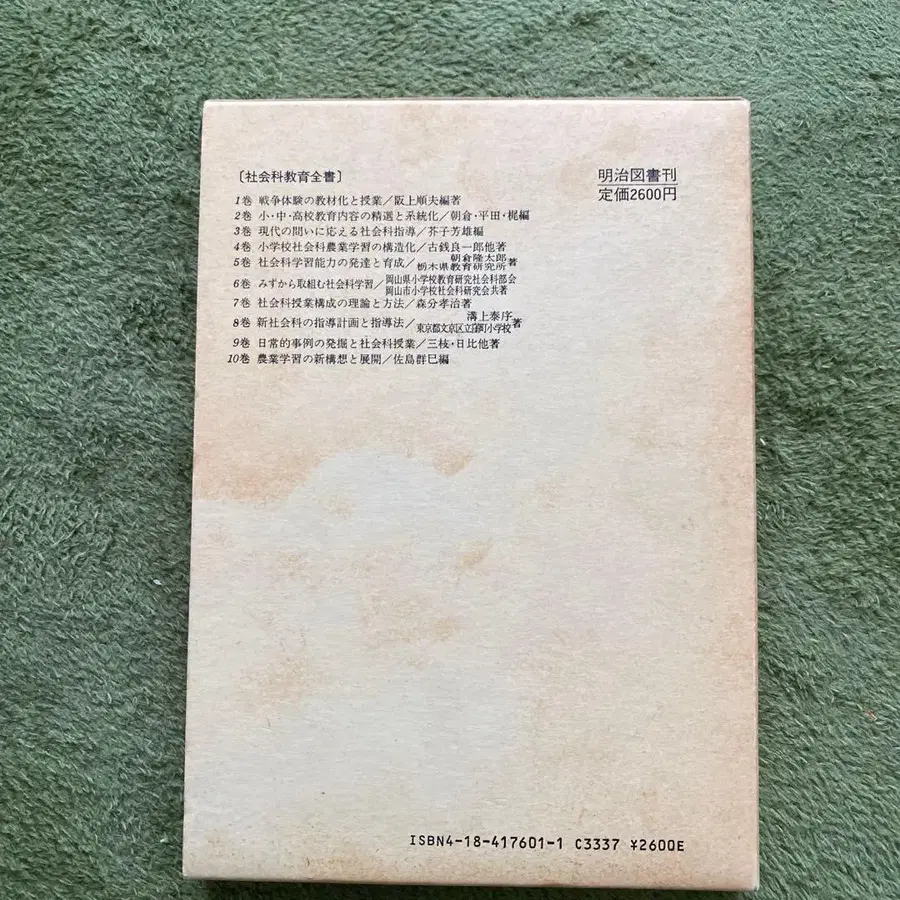 〔社会科教育全書〕
1巻 戦争体験の教材化と授業／阪上順夫編著
2巻 小・中・高校教育内容の精選と系統化／朝倉・平田・梶編
3巻 現代の問いに応える社会科指導／芥子芳雄編
4巻 小学校社会科農業学習の構造化／古銭良一郎他著
5巻 社会科学習能力の発達と育成／朝倉隆太郎 栃木県教育研究所著
6巻 みずから取組む社会科学習／岡山県小学校教育研究社会科部会 岡山市小学校社会科研究会共著
7巻 社会科授業構成の理論と方法／森分孝治著
8巻 新社会科の指導計画と指導法／溝上泰序 東京都文京区立窪町小学校著
9巻 日常的事例の発掘と社会科授業／三枝・日比他著
10巻 農業学習の新構想と展開／佐島群巳編
明治図書刊
定価2600円
ISBN4-18-417601-1 C3337 ¥2600E